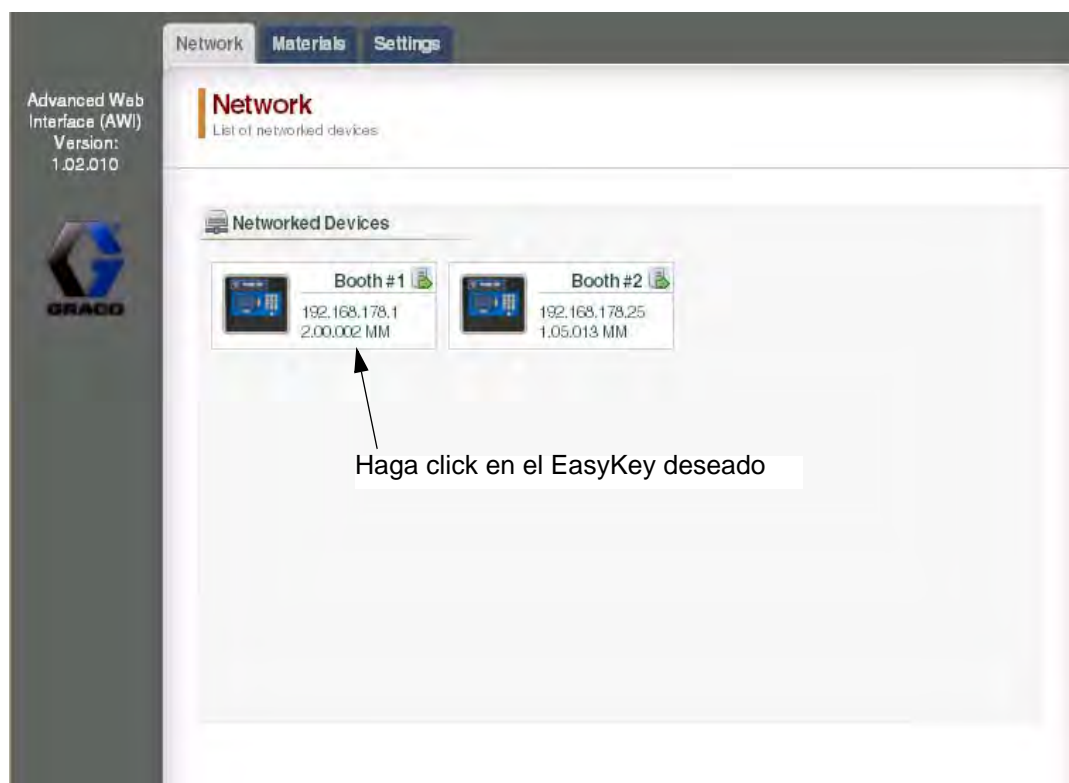 Network Materials Settings
Advanced Web
Interface (AWI)
Version:
1.02.010
GRACO
Network
List of networked devices
Networked Devices
Booth #1
192.168.178.1
2.00.002 MM
Booth #2
192.168.178.25
1.05.013 MM
Haga click en el EasyKey deseado